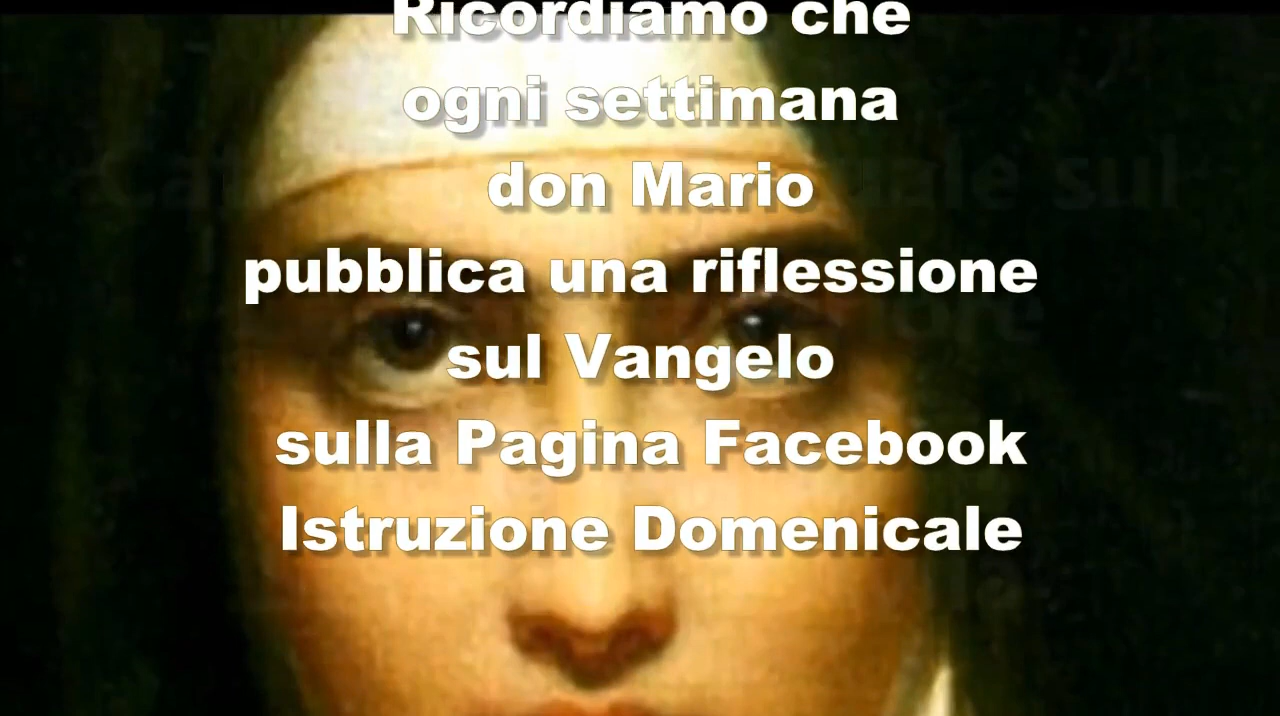 Ricordiamo che
ogni settimana
don Mario
pubblica una riflessione
sul Vangelo
sulla Pagina Facebook
Istruzione Domenicale